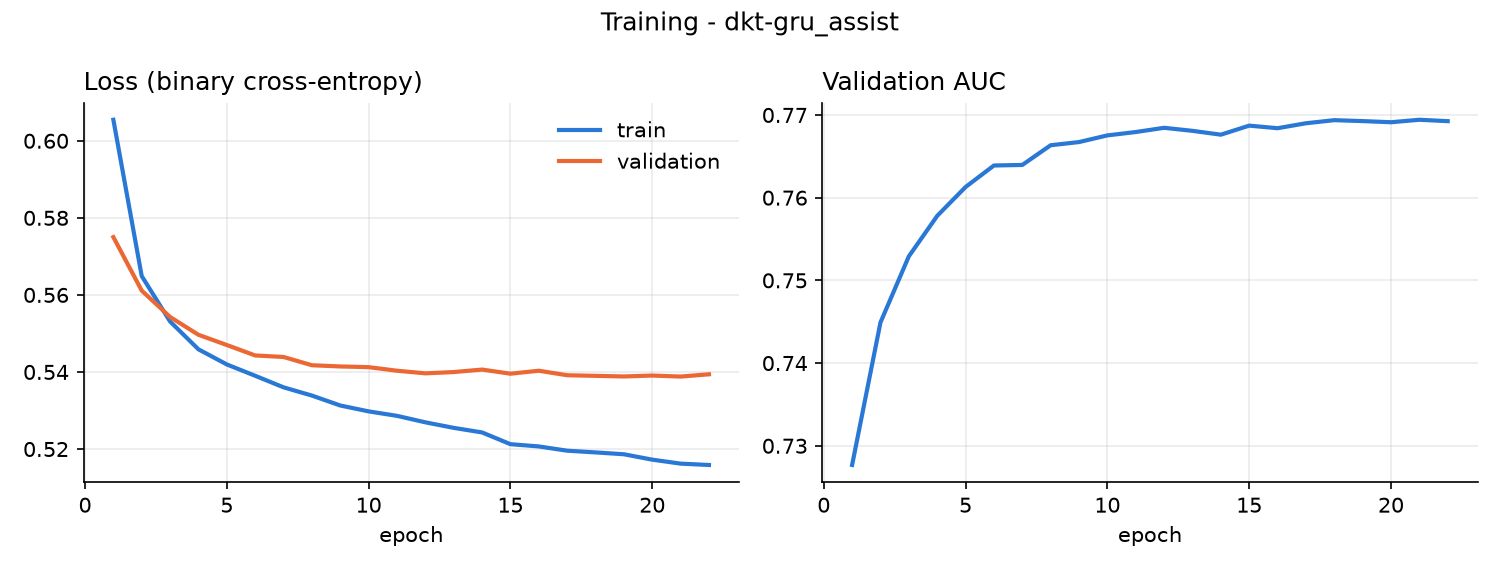 Training - dkt-gru_assist
Loss (binary cross-entropy)
train
validation
0.60
0.58
0.56
0.54
0.52
0
5
10
15
20
epoch
Validation AUC
0.77
0.76
0.75
0.74
0.73
0
5
10
15
20
epoch